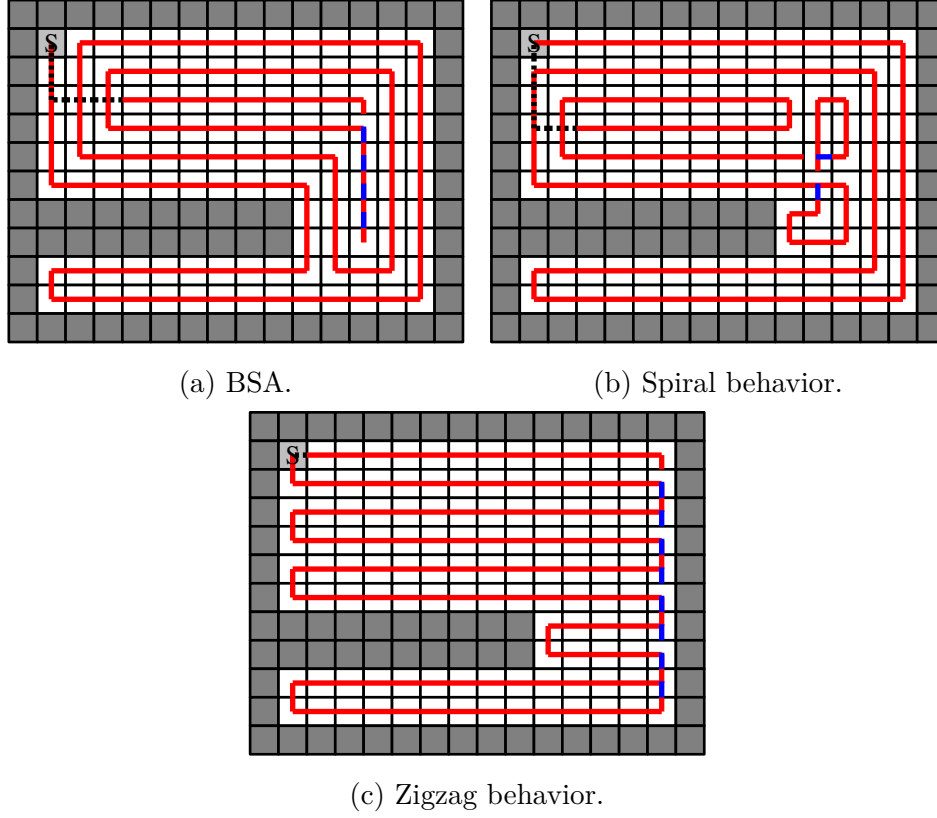 S
S
(a) BSA.
(b) Spiral behavior.
S
(c) Zigzag behavior.